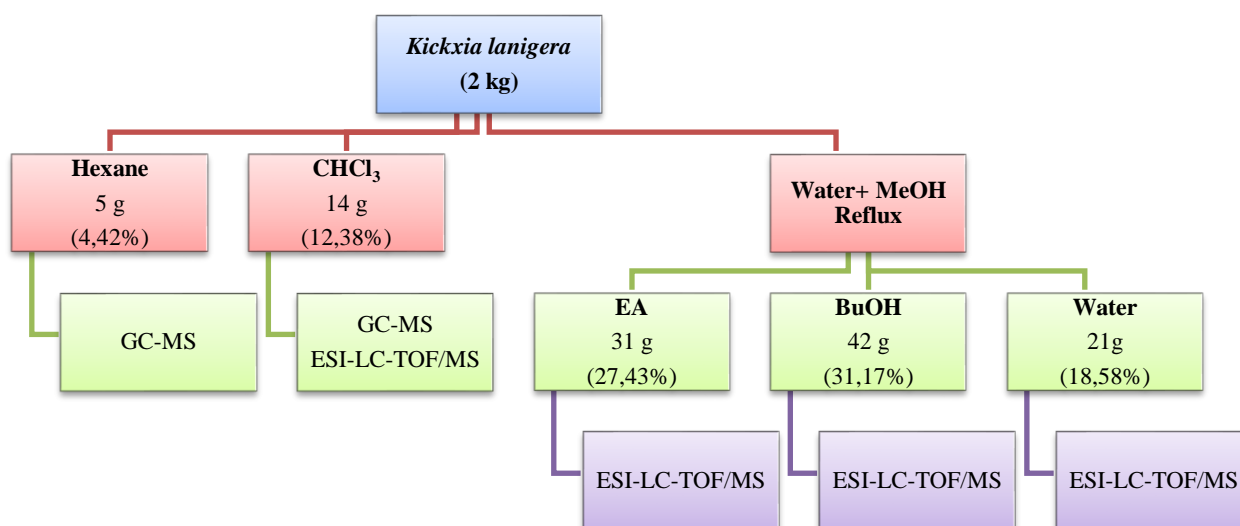 Kickxia lanigera
(2 kg)
Hexane
5 g
(4,42%)
CHCl₃
14 g
(12,38%)
Water+ MeOH
Reflux
GC-MS
GC-MS
ESI-LC-TOF/MS
EA
31 g
(27,43%)
BuOH
42 g
(31,17%)
Water
21g
(18,58%)
ESI-LC-TOF/MS
ESI-LC-TOF/MS
ESI-LC-TOF/MS